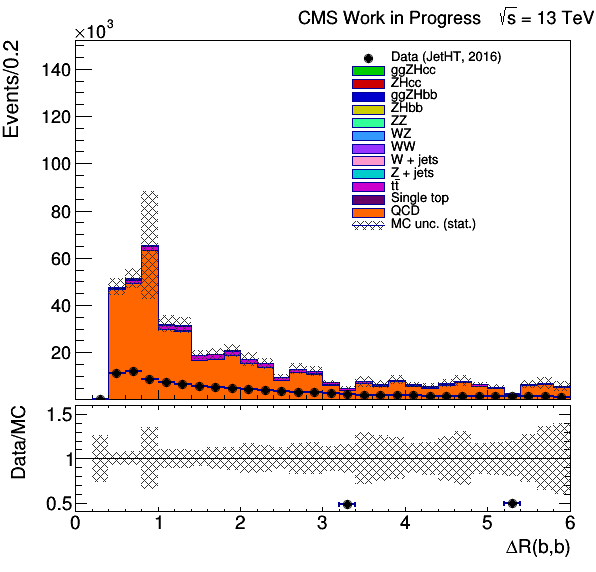 CMS Work in Progress √s = 13 TeV
×10³
Events/0.2
140
120
100
80
60
40
20
Data (JetHT, 2016)
ggZHcc
ZHcc
ggZHbb
ZHbb
ZZ
WZ
WW
W + jets
Z + jets
tt̄
Single top
QCD
MC unc. (stat.)
Data/MC
1.5
1
0.5
0 1 2 3 4 5 6
ΔR(b,b)